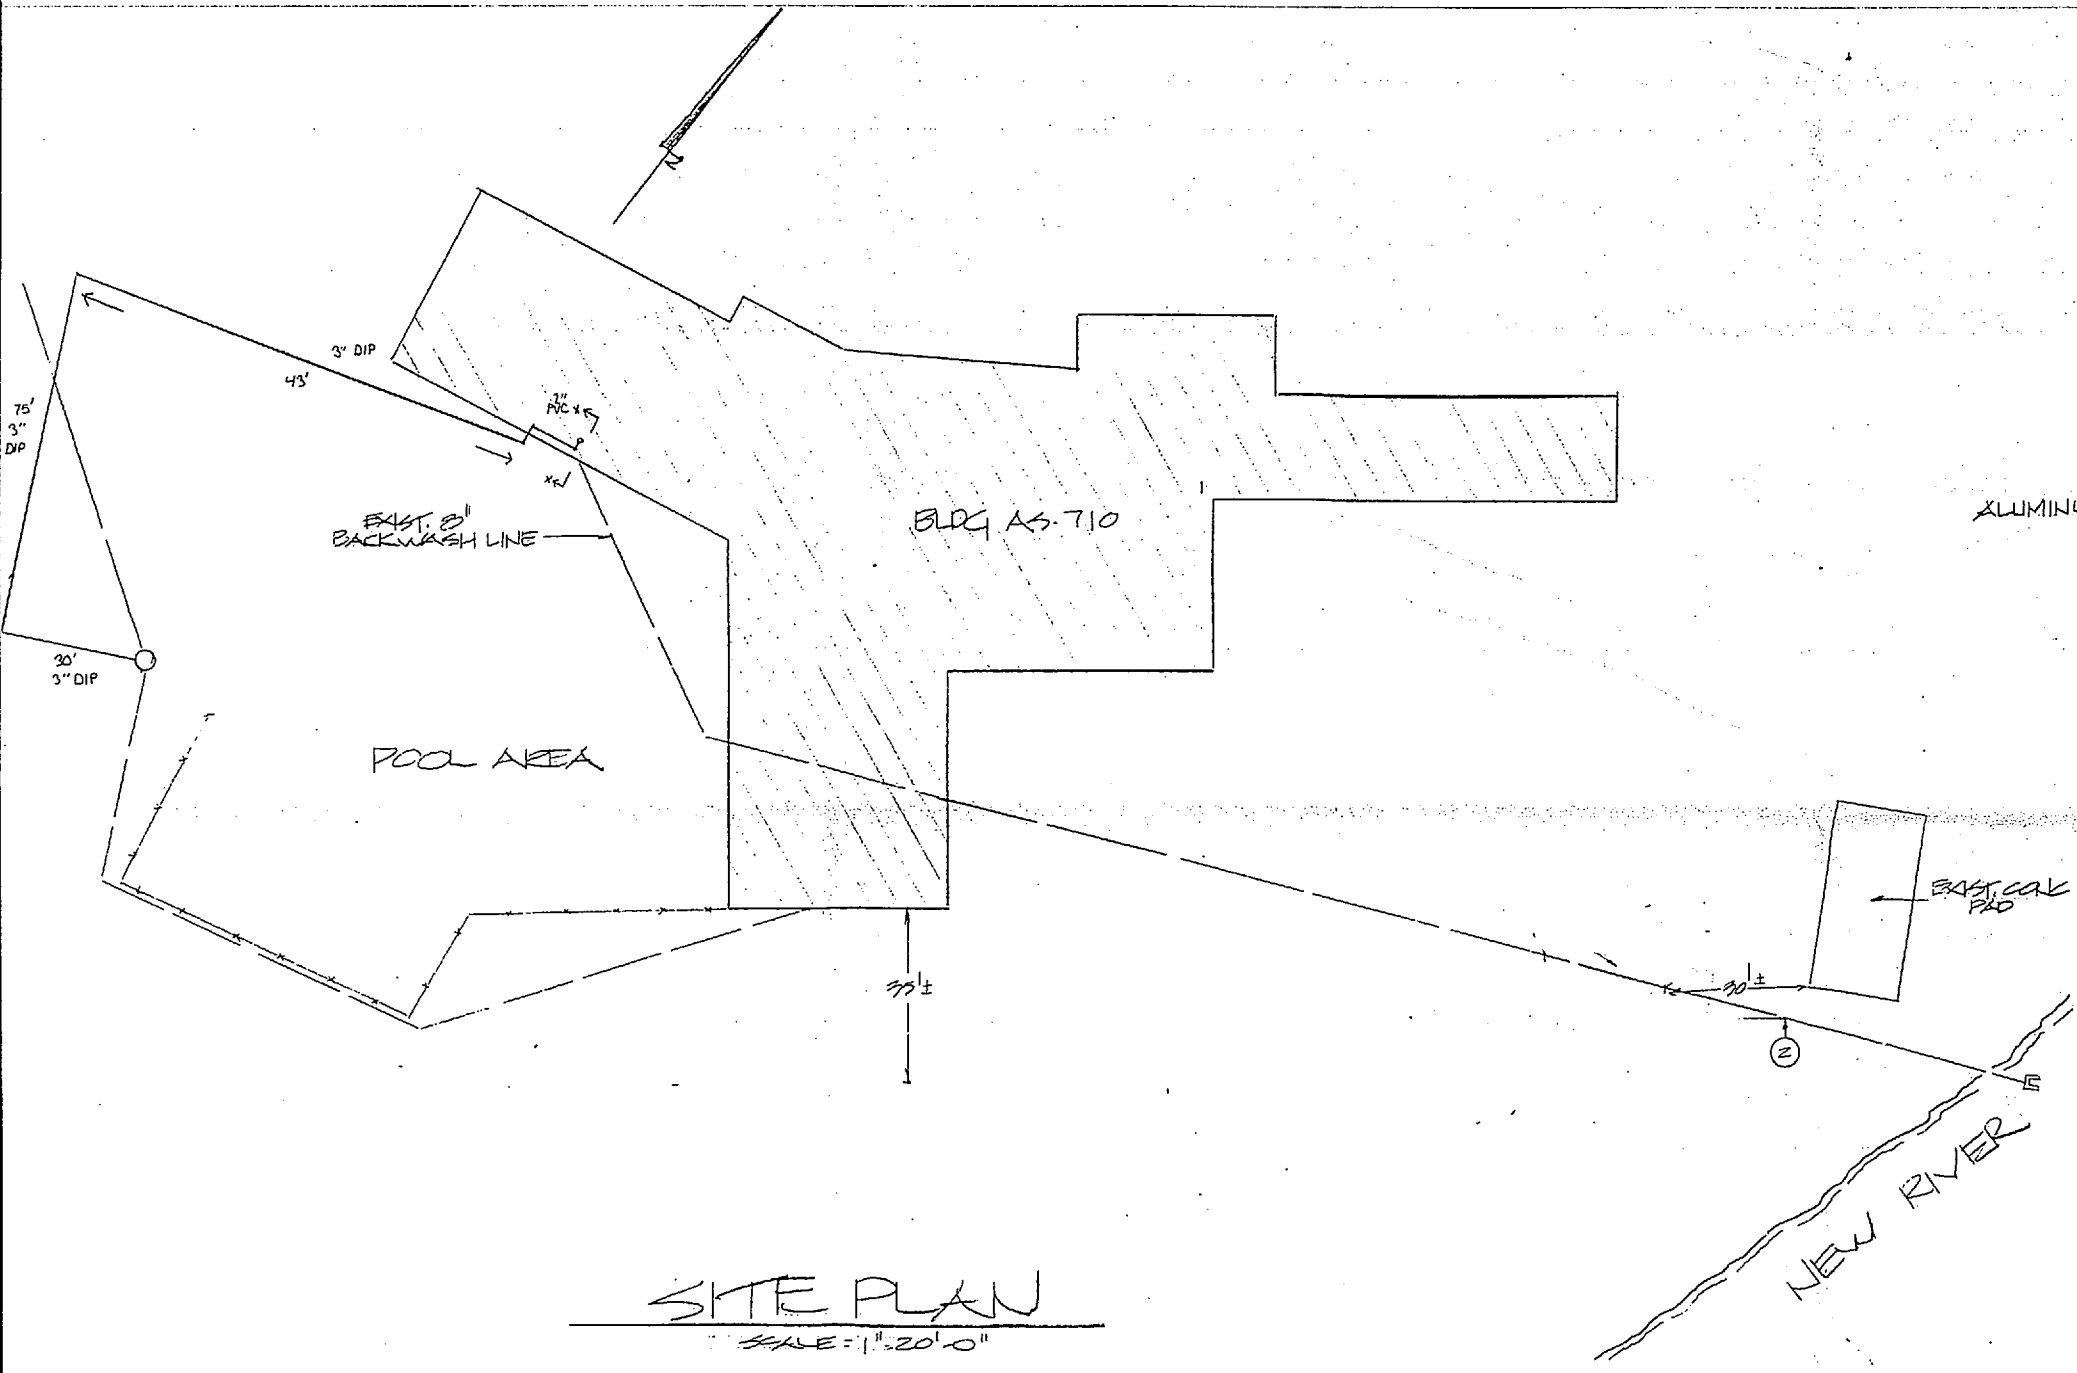 N
3" DIP
43'
75'
3"
DIP
2"
PVC
EXIST. 8"
BACKWASH LINE
BLDG AS-710
ALUMINU
30'
3" DIP
POOL AREA
EXIST. CONC
PAD
35'±
30'±
2
NEW RIVER
SITE PLAN
SCALE = 1"-20'-0"